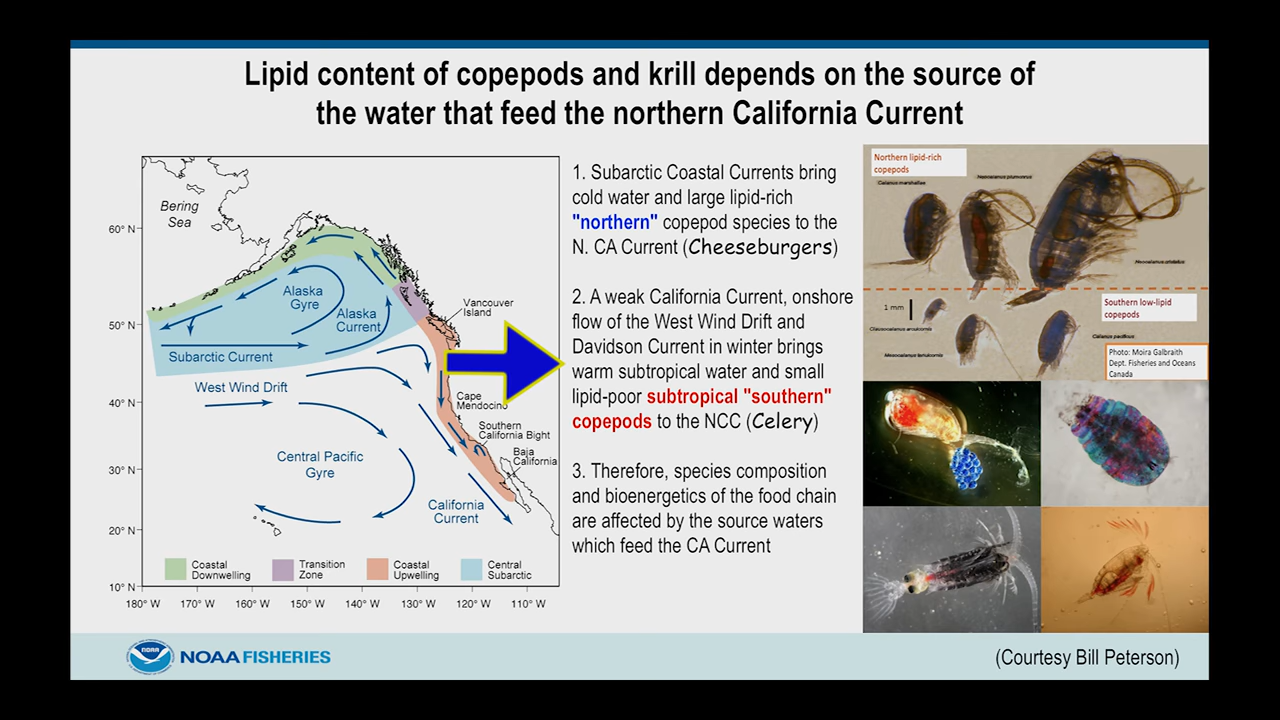 Lipid content of copepods and krill depends on the source of
the water that feed the northern California Current
Bering
Sea
60° N
50° N
40° N
30° N
20° N
10° N
180° W
170° W
160° W
150° W
140° W
130° W
120° W
110° W
Alaska
Gyre
Alaska
Current
Subarctic Current
West Wind Drift
Central Pacific
Gyre
California
Current
Vancouver
Island
Cape
Mendocino
Southern
California Bight
Baja
California
Coastal
Downwelling
Transition
Zone
Coastal
Upwelling
Central
Subarctic
1. Subarctic Coastal Currents bring
cold water and large lipid-rich
"northern" copepod species to the
N. CA Current (Cheeseburgers)
2. A weak California Current, onshore
flow of the West Wind Drift and
Davidson Current in winter brings
warm subtropical water and small
lipid-poor subtropical "southern"
copepods to the NCC (Celery)
3. Therefore, species composition
and bioenergetics of the food chain
are affected by the source waters
which feed the CA Current
Northern lipid-rich
copepods
Calanus marshallae
Neocalanus plumchrus
Neocalanus cristatus
1 mm
Southern low-lipid
copepods
Clausocalanus arcuicornis
Mesocalanus tenuicornis
Calanus pacificus
Photo: Moira Galbraith
Dept. Fisheries and Oceans
Canada
NOAA
NOAA FISHERIES
(Courtesy Bill Peterson)